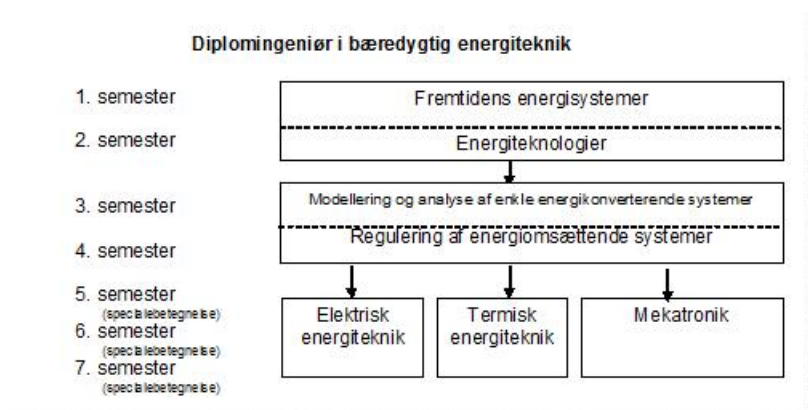 Diplomingeniør i bæredygtig energiteknik
1. semester
Fremtidens energisystemer
2. semester
Energiteknologier
3. semester
Modellering og analyse af enkle energikonverterende systemer
4. semester
Regulering af energiomsættende systemer
5. semester
(specialebetegnelse)
6. semester
(specialebetegnelse)
7. semester
(specialebetegnelse)
Elektrisk
energiteknik
Termisk
energiteknik
Mekatronik